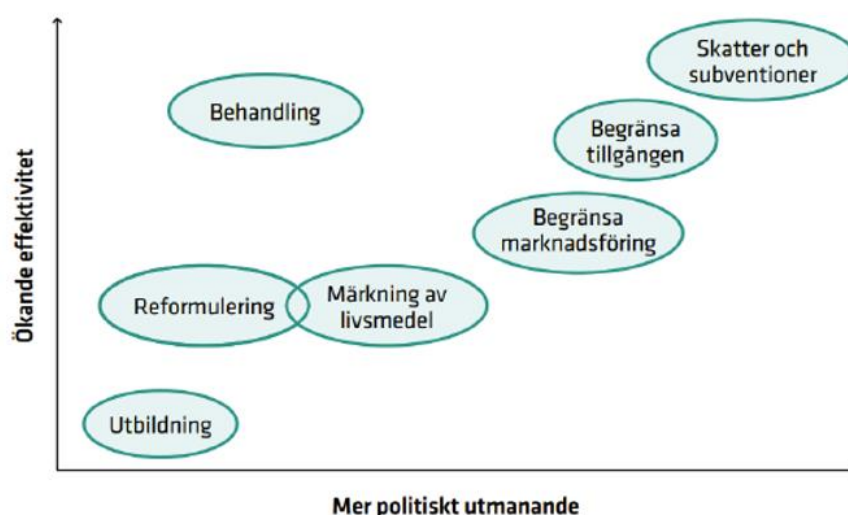 Skatter och
subventioner
Behandling
Begränsa
tillgången
Begränsa
marknadsföring
Ökande effektivitet
Reformulering
Märkning av
livsmedel
Utbildning
Mer politiskt utmanande